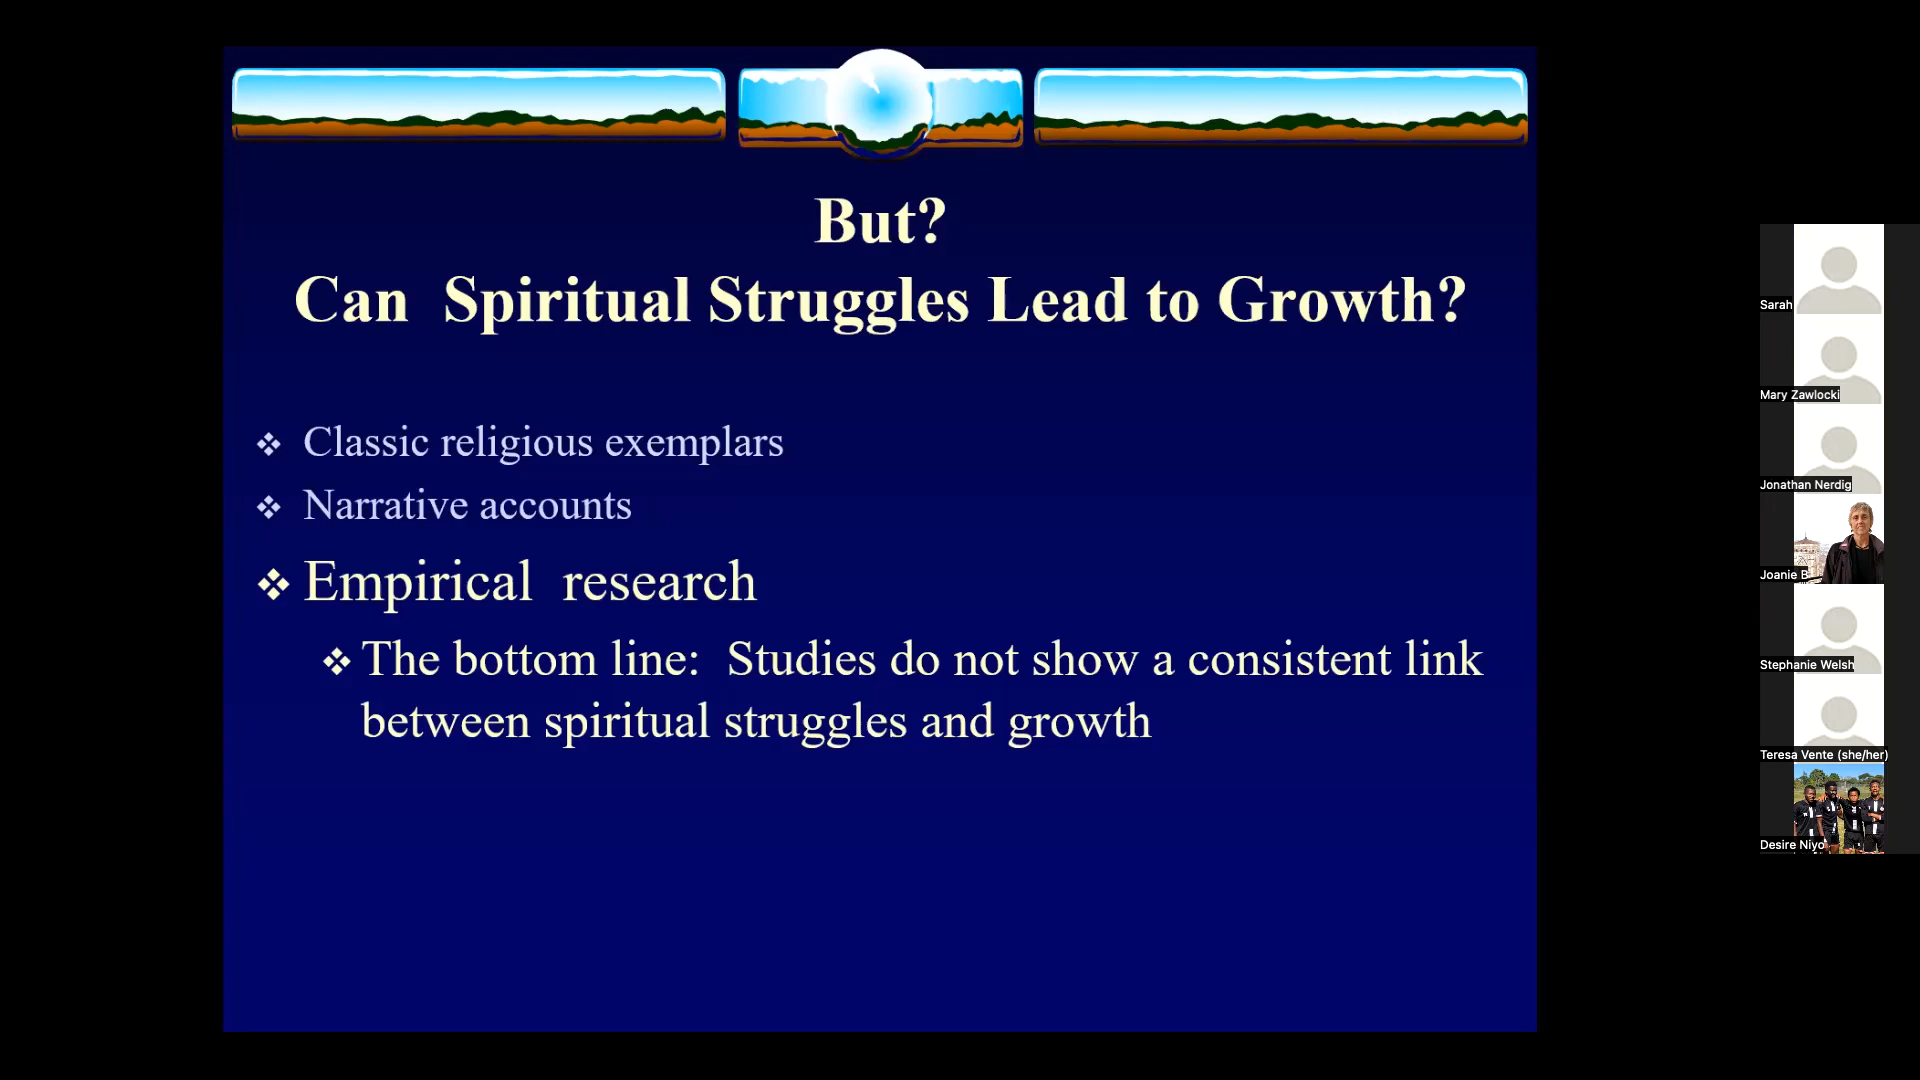 But?
Can Spiritual Struggles Lead to Growth?
Classic religious exemplars
Narrative accounts
Empirical research
The bottom line: Studies do not show a consistent link
between spiritual struggles and growth
Sarah
Mary Zawlocki
Jonathan Nerdig
Joanie B
Stephanie Welsh
Teresa Vente (she/her)
Desire Niyo